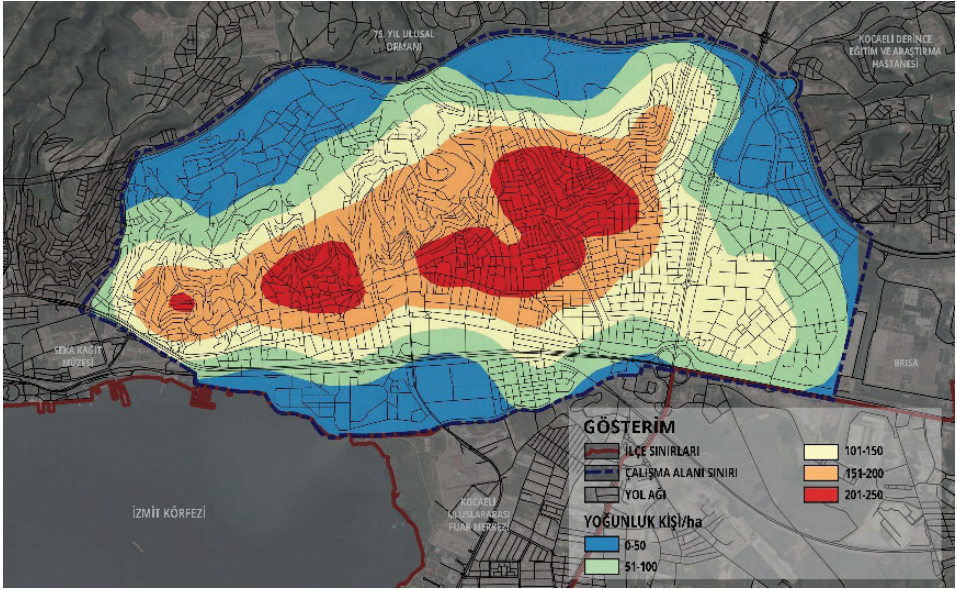 75. YIL ULUSAL
ORMANI
KOCAELİ DERİNCE
EĞİTİM VE ARAŞTIRMA
HASTANESİ
SEKA KAĞIT
MÜZESİ
BRISA
İZMİT KÖRFEZİ
KOCAELİ
ULUSLARARASI
FUAR MERKEZİ
GÖSTERİM
İLÇE SINIRLARI
ÇALIŞMA ALANI SINIRI
YOL AĞI
YOĞUNLUK KİŞİ/ha
0-50
51-100
101-150
151-200
201-250